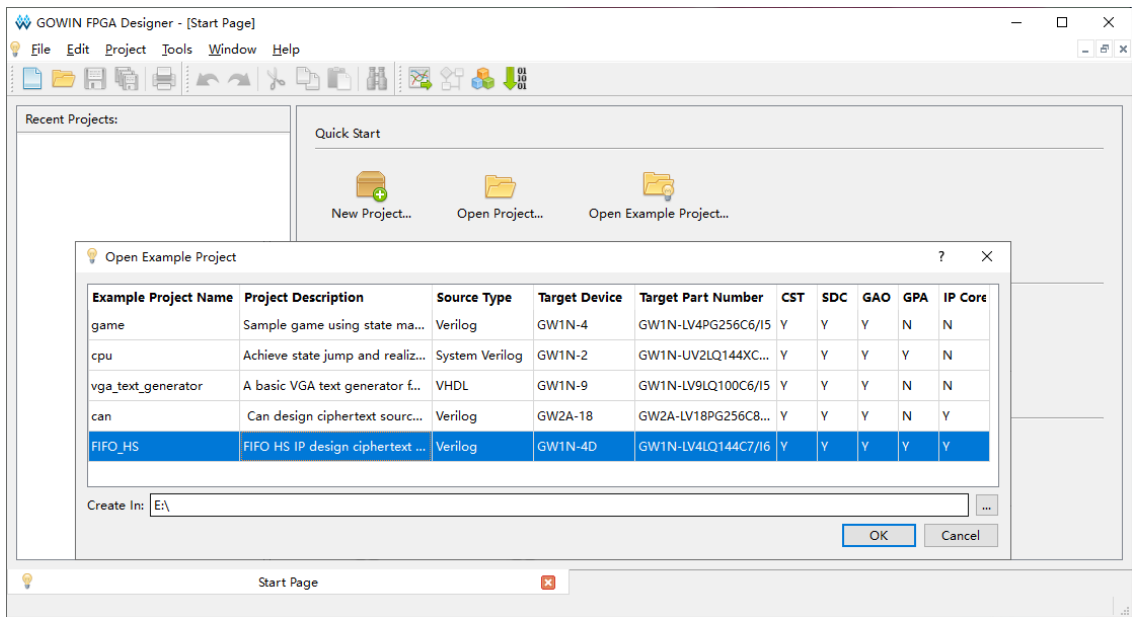 GOWIN FPGA Designer - [Start Page]
File Edit Project Tools Window Help
Recent Projects:
Quick Start
New Project... Open Project... Open Example Project...
Open Example Project ?
Example Project Name Project Description Source Type Target Device Target Part Number CST SDC GAO GPA IP Core
game Sample game using state ma... Verilog GW1N-4 GW1N-LV4PG256C6/I5 Y Y Y N N
cpu Achieve state jump and realiz... System Verilog GW1N-2 GW1N-UV2LQ144XC... Y Y Y Y N
vga_text_generator A basic VGA text generator f... VHDL GW1N-9 GW1N-LV9LQ100C6/I5 Y Y Y N N
can Can design ciphertext sourc... Verilog GW2A-18 GW2A-LV18PG256C8... Y Y Y N Y
FIFO_HS FIFO HS IP design ciphertext ... Verilog GW1N-4D GW1N-LV4LQ144C7/I6 Y Y Y Y Y
Create In: E:\ ...
OK Cancel
Start Page